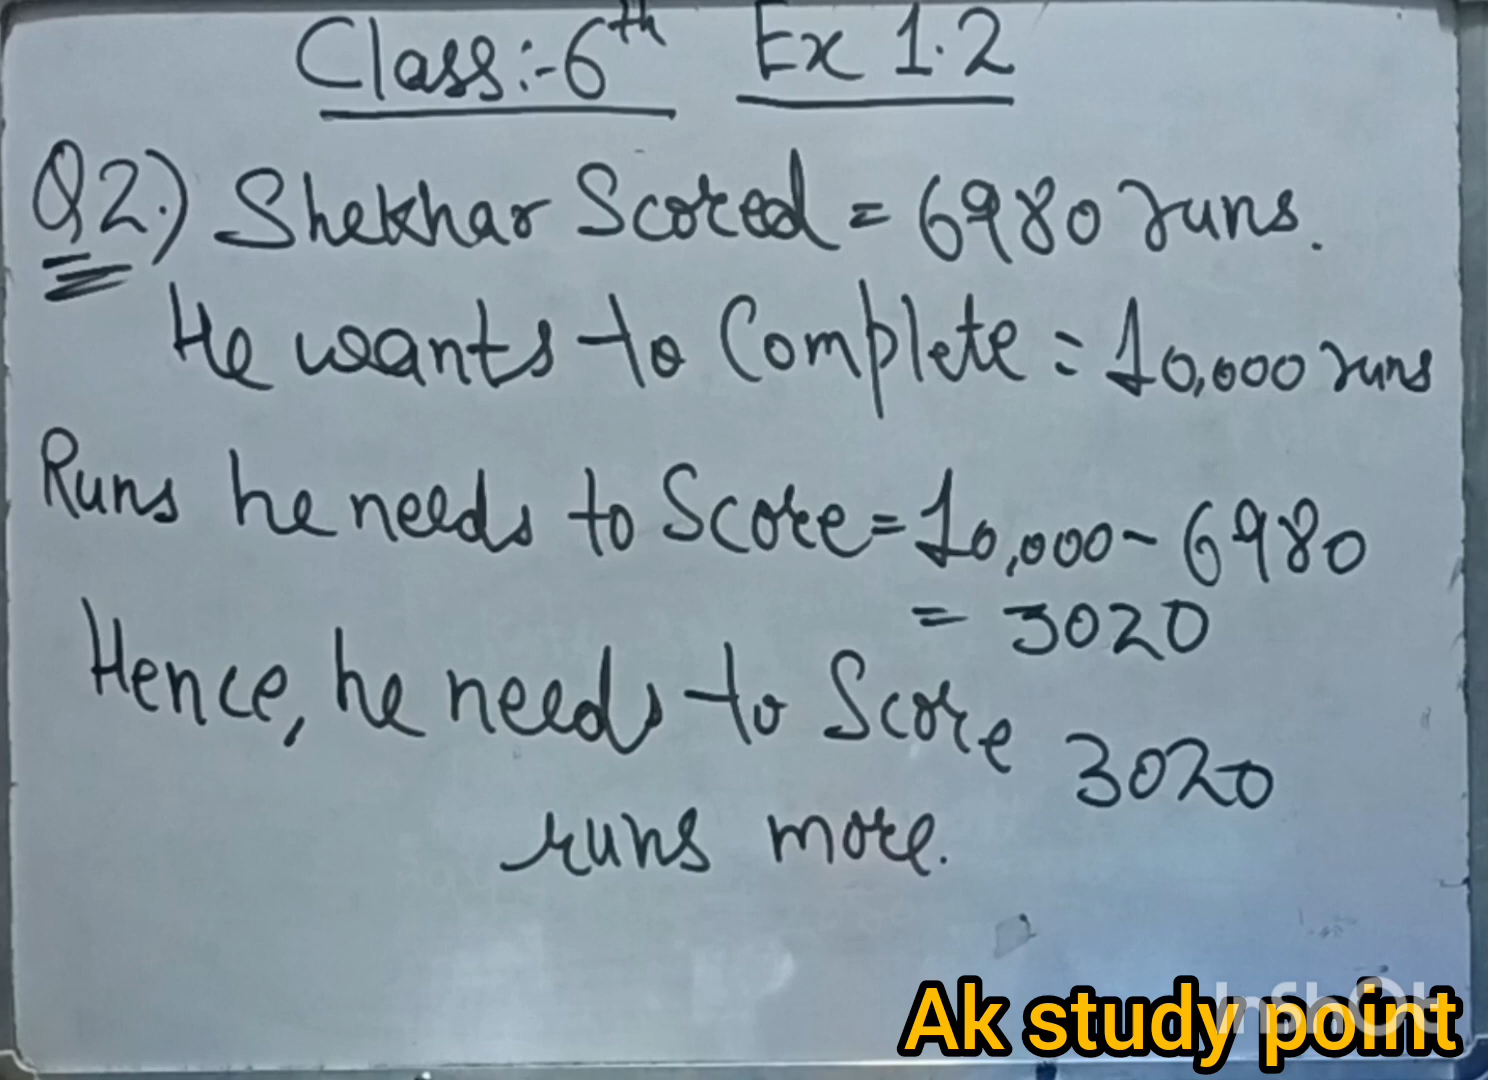 Class:-6th Ex 1.2
Q2.) Shekhar Scored = 6980 runs.
He wants to Complete = 10,000 runs
Runs he needs to Score = 10,000 - 6980
= 3020
Hence, he needs to Score 3020
runs more.
Ak study point
InShOt